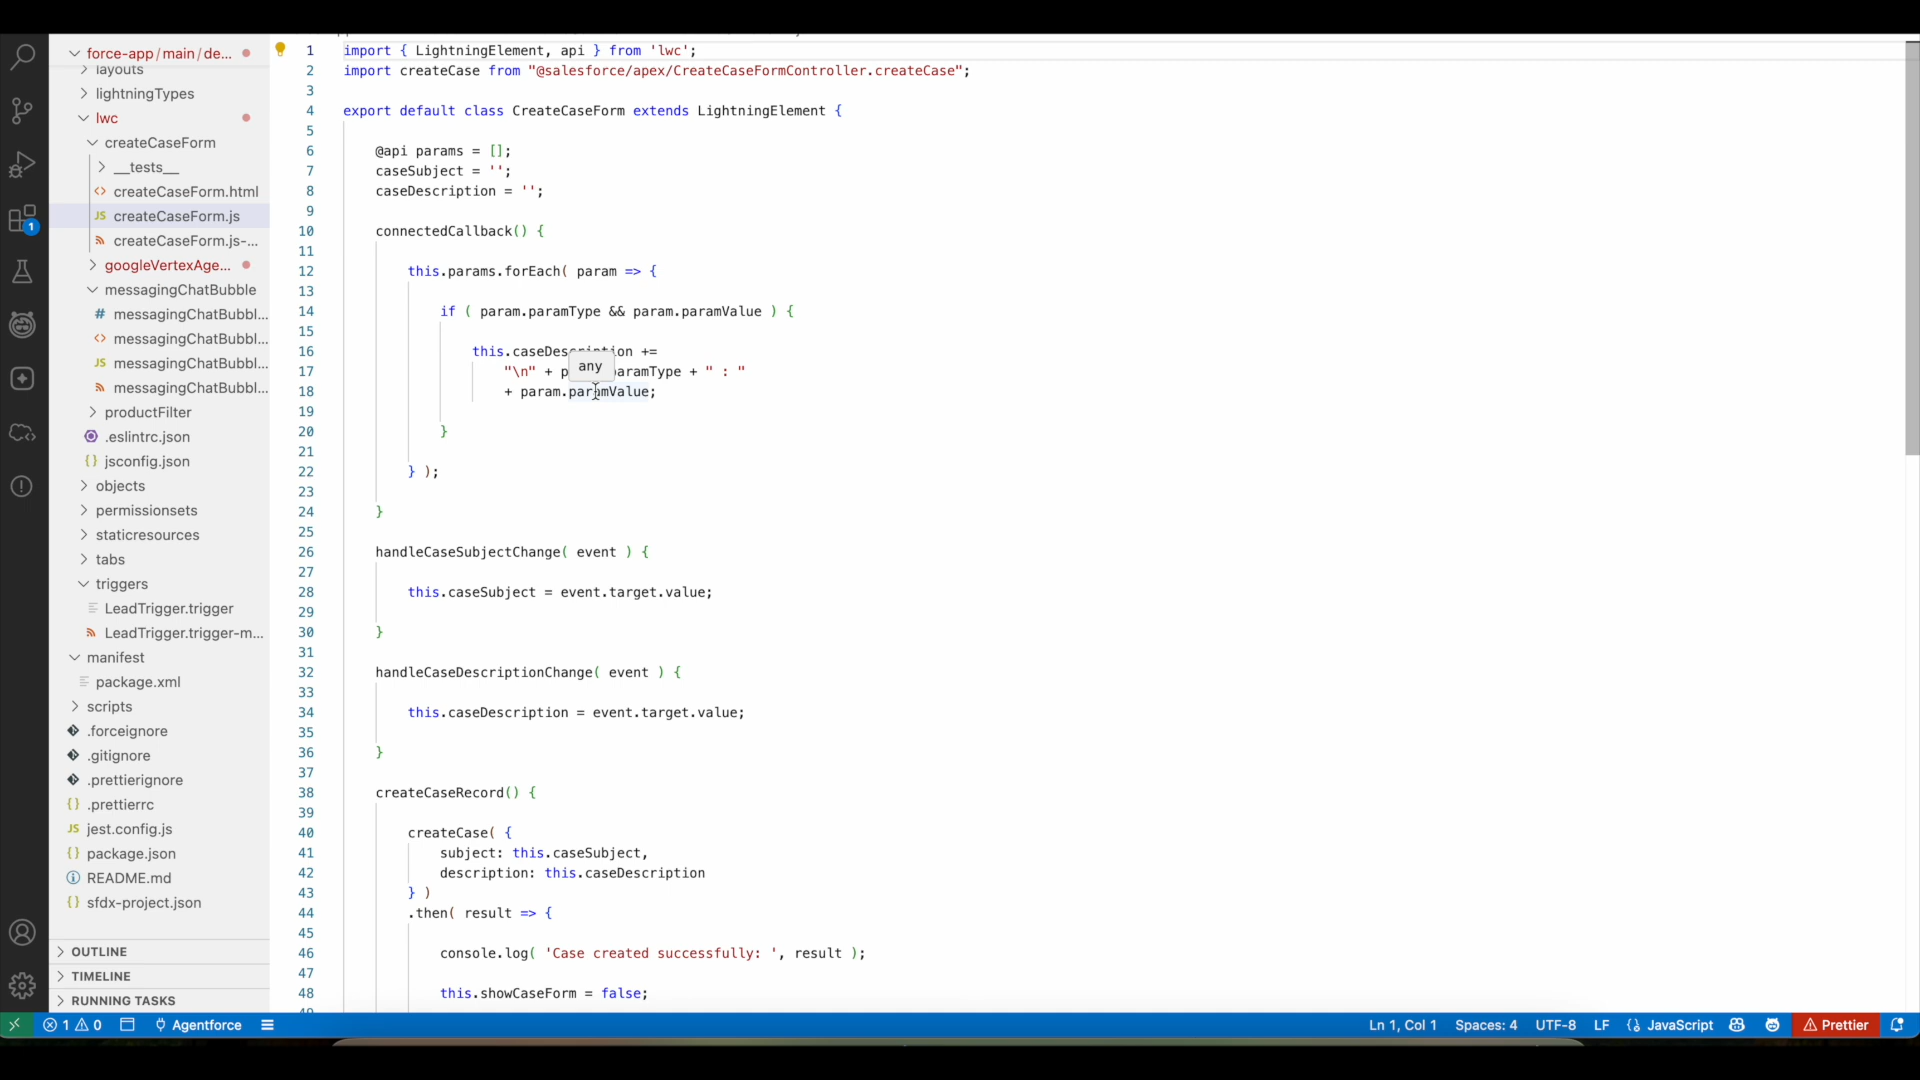 force-app/main/de...
layouts
lightningTypes
lwc
createCaseForm
__tests__
createCaseForm.html
JS createCaseForm.js
createCaseForm.js-...
googleVertexAge...
messagingChatBubble
# messagingChatBubbl...
<> messagingChatBubbl...
JS messagingChatBubbl...
messagingChatBubbl...
productFilter
.eslintrc.json
{} jsconfig.json
objects
permissionsets
staticresources
tabs
triggers
LeadTrigger.trigger
LeadTrigger.trigger-m...
manifest
package.xml
scripts
.forceignore
.gitignore
.prettierignore
{} .prettierrc
JS jest.config.js
{} package.json
README.md
{} sfdx-project.json
OUTLINE
TIMELINE
RUNNING TASKS
1
1 import { LightningElement, api } from 'lwc';
2 import createCase from "@salesforce/apex/CreateCaseFormController.createCase";
3
4 export default class CreateCaseForm extends LightningElement {
5
6 @api params = [];
7 caseSubject = '';
8 caseDescription = '';
9
10 connectedCallback() {
11
12 this.params.forEach( param => {
13
14 if ( param.paramType && param.paramValue ) {
15
16 this.caseDescription +=
any
17 "\n" + p aramType + " : "
18 + param.paramValue;
19
20 }
21
22 } );
23
24 }
25
26 handleCaseSubjectChange( event ) {
27
28 this.caseSubject = event.target.value;
29
30 }
31
32 handleCaseDescriptionChange( event ) {
33
34 this.caseDescription = event.target.value;
35
36 }
37
38 createCaseRecord() {
39
40 createCase( {
41 subject: this.caseSubject,
42 description: this.caseDescription
43 } )
44 .then( result => {
45
46 console.log( 'Case created successfully: ', result );
47
48 this.showCaseForm = false;
1 0 Agentforce Ln 1, Col 1 Spaces: 4 UTF-8 LF {} JavaScript Prettier